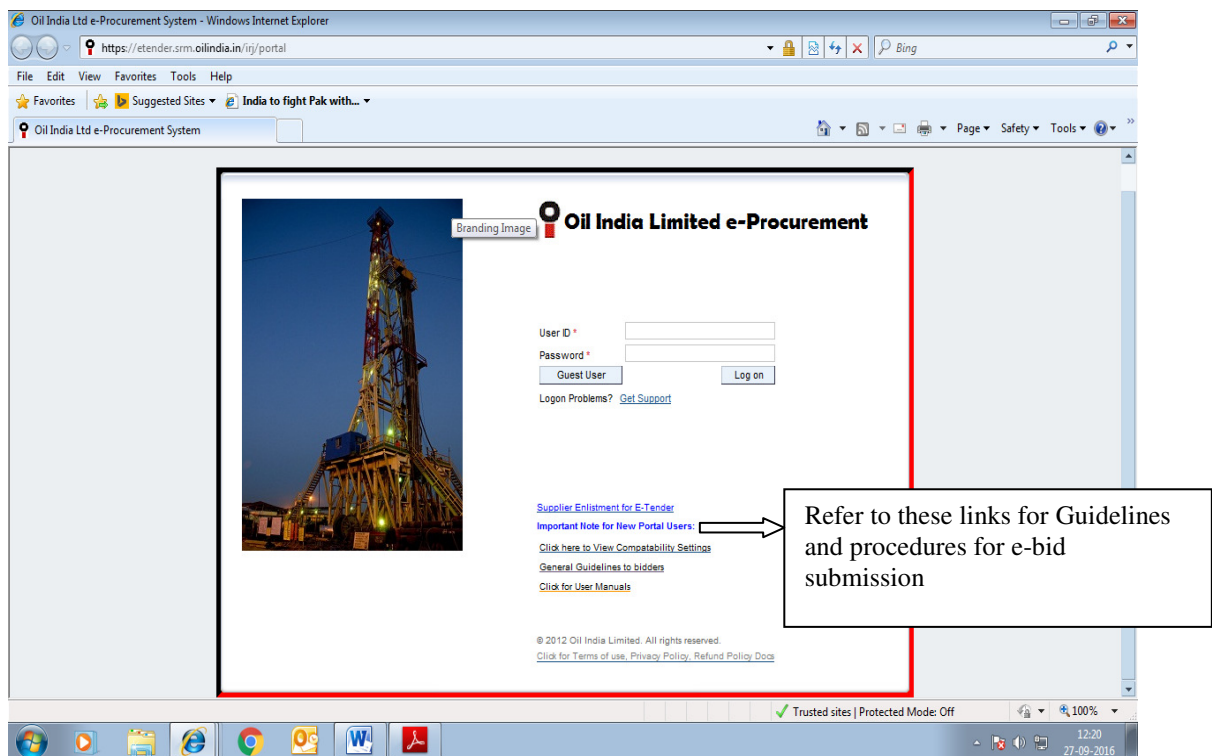 Oil India Ltd e-Procurement System - Windows Internet Explorer
https://etender.srm.oilindia.in/irj/portal
Bing
File Edit View Favorites Tools Help
Favorites Suggested Sites India to fight Pak with...
Oil India Ltd e-Procurement System
Page Safety Tools
Branding Image
Oil India Limited e-Procurement
User ID *
Password *
Guest User Log on
Logon Problems? Get Support
Supplier Enlistment for E-Tender
Important Note for New Portal Users:
Click here to View Compatability Settings
General Guidelines to bidders
Click for User Manuals
Refer to these links for Guidelines
and procedures for e-bid
submission
© 2012 Oil India Limited. All rights reserved.
Click for Terms of use, Privacy Policy, Refund Policy Docs
Trusted sites | Protected Mode: Off 100%
12:20
27-09-2016